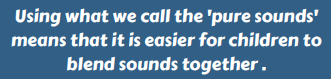 Using what we call the 'pure sounds'
means that it is easier for children to
blend sounds together .